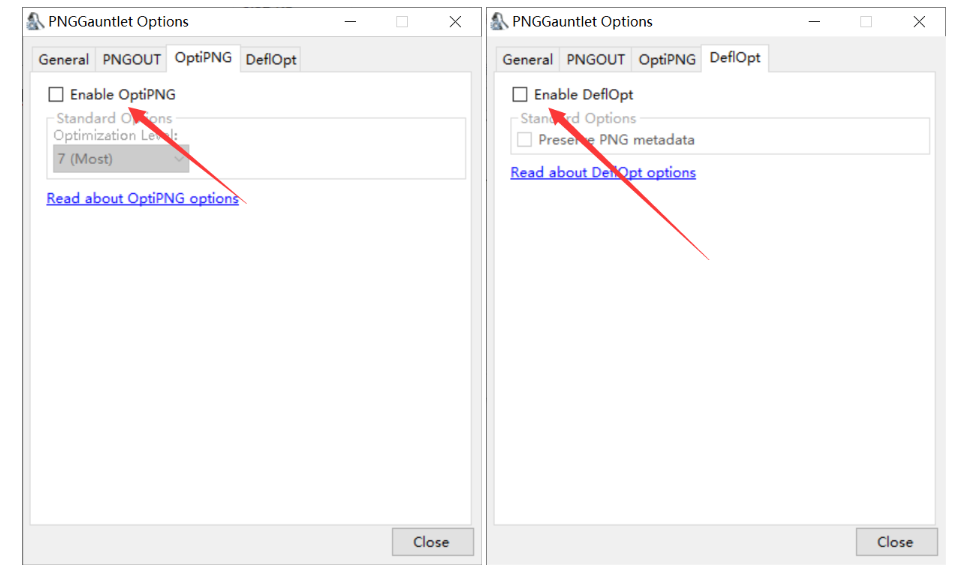 PNGGauntlet Options
General PNGOUT OptiPNG DeflOpt
Enable OptiPNG
Standard Options
Optimization Level:
7 (Most)
Read about OptiPNG options
Close
PNGGauntlet Options
General PNGOUT OptiPNG DeflOpt
Enable DeflOpt
Standard Options
Preserve PNG metadata
Read about DeflOpt options
Close